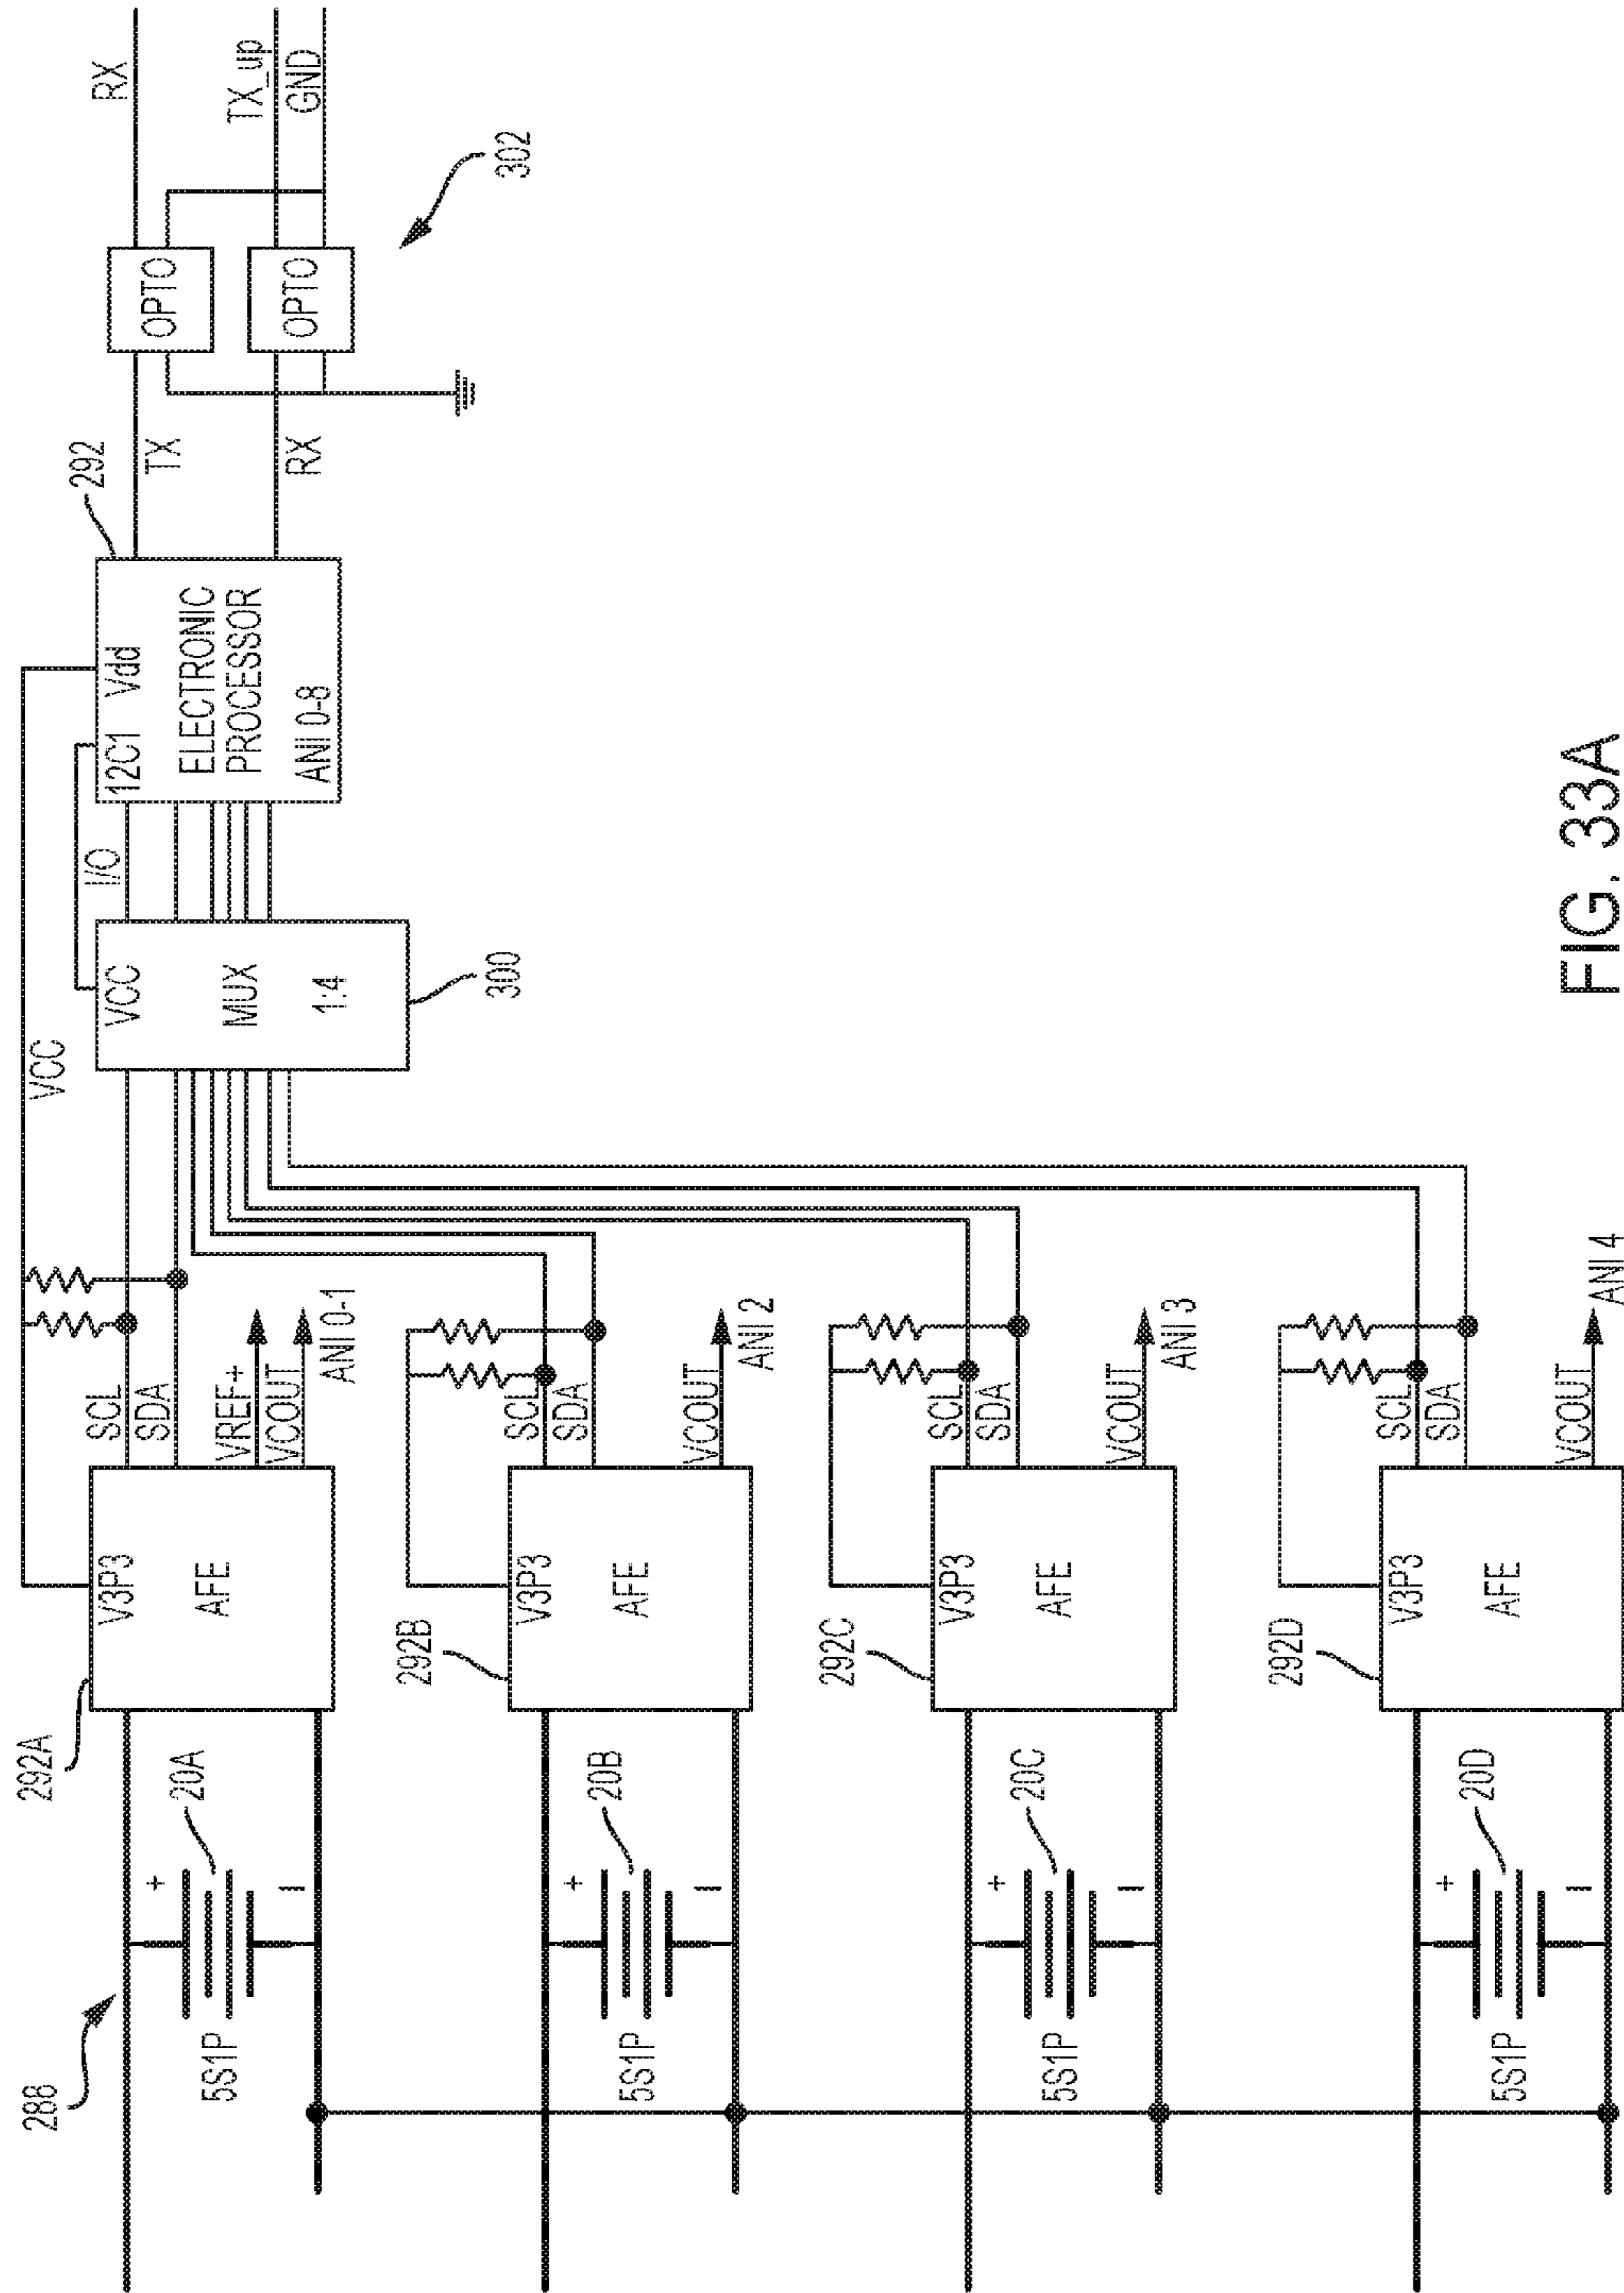 288
5S1P
+
20A
292A
V3P3
AFE
SCL
SDA
VREF+
VCOUT
ANI 0-1
VCC
VCC
MUX
1:4
300
I/O
12C1
Vdd
ELECTRONIC
PROCESSOR
ANI 0-8
292
TX
RX
OPTO
OPTO
302
RX
TX_up
GND
5S1P
+
20B
292B
V3P3
AFE
SCL
SDA
VCOUT
ANI 2
5S1P
+
20C
292C
V3P3
AFE
SCL
SDA
VCOUT
ANI 3
5S1P
+
20D
292D
V3P3
AFE
SCL
SDA
VCOUT
ANI 4
FIG. 33A